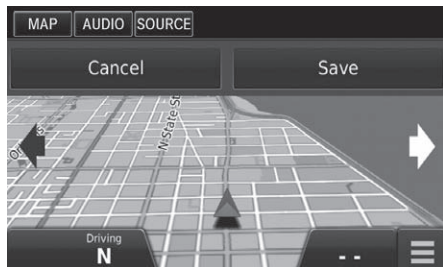 MAP AUDIO SOURCE
Cancel Save
N State St
Driving
N
- -